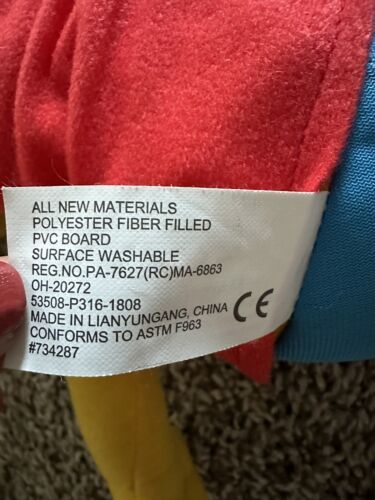 ALL NEW MATERIALS
POLYESTER FIBER FILLED
PVC BOARD
SURFACE WASHABLE
REG.NO.PA-7627(RC)MA-6863
OH-20272
53508-P316-1808
MADE IN LIANYUNGANG, CHINA CE
CONFORMS TO ASTM F963
#734287